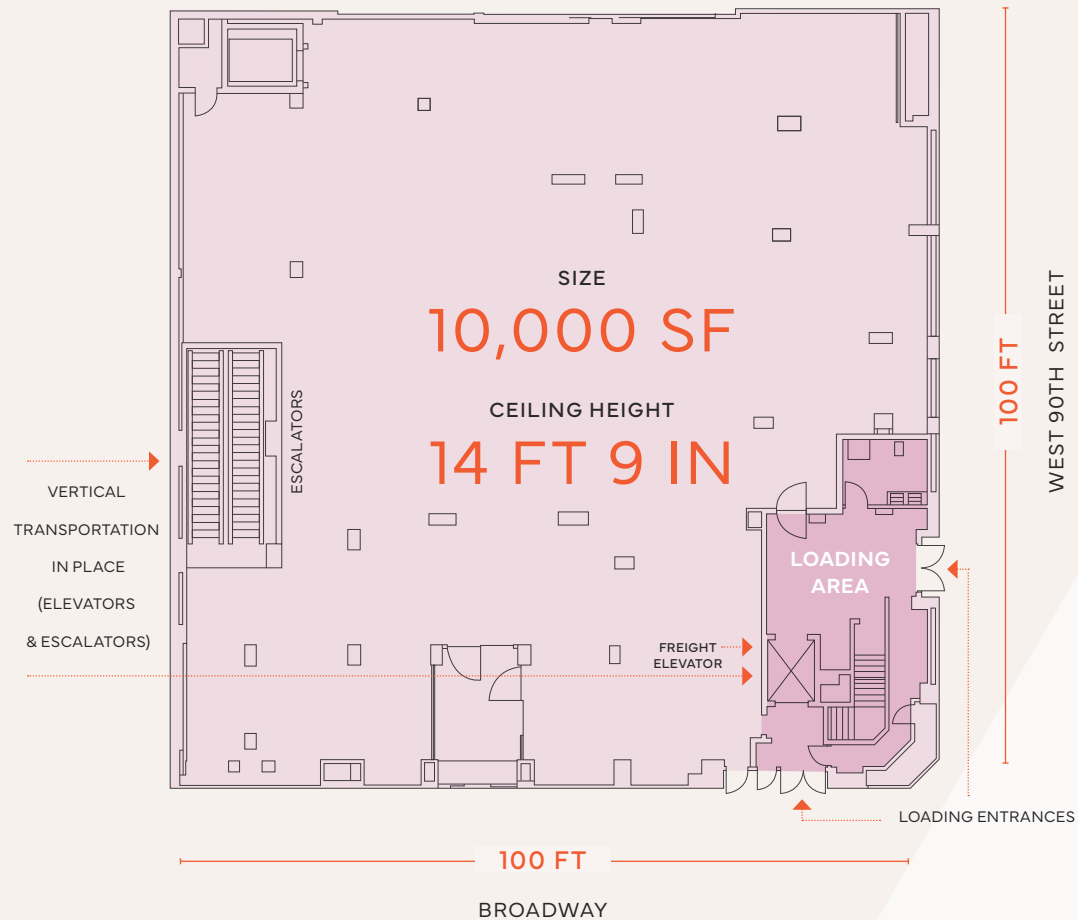 SIZE
10,000 SF
CEILING HEIGHT
14 FT 9 IN
ESCALATORS
VERTICAL
TRANSPORTATION
IN PLACE
(ELEVATORS
& ESCALATORS)
LOADING
AREA
FREIGHT
ELEVATOR
100 FT
WEST 90TH STREET
LOADING ENTRANCES
100 FT
BROADWAY